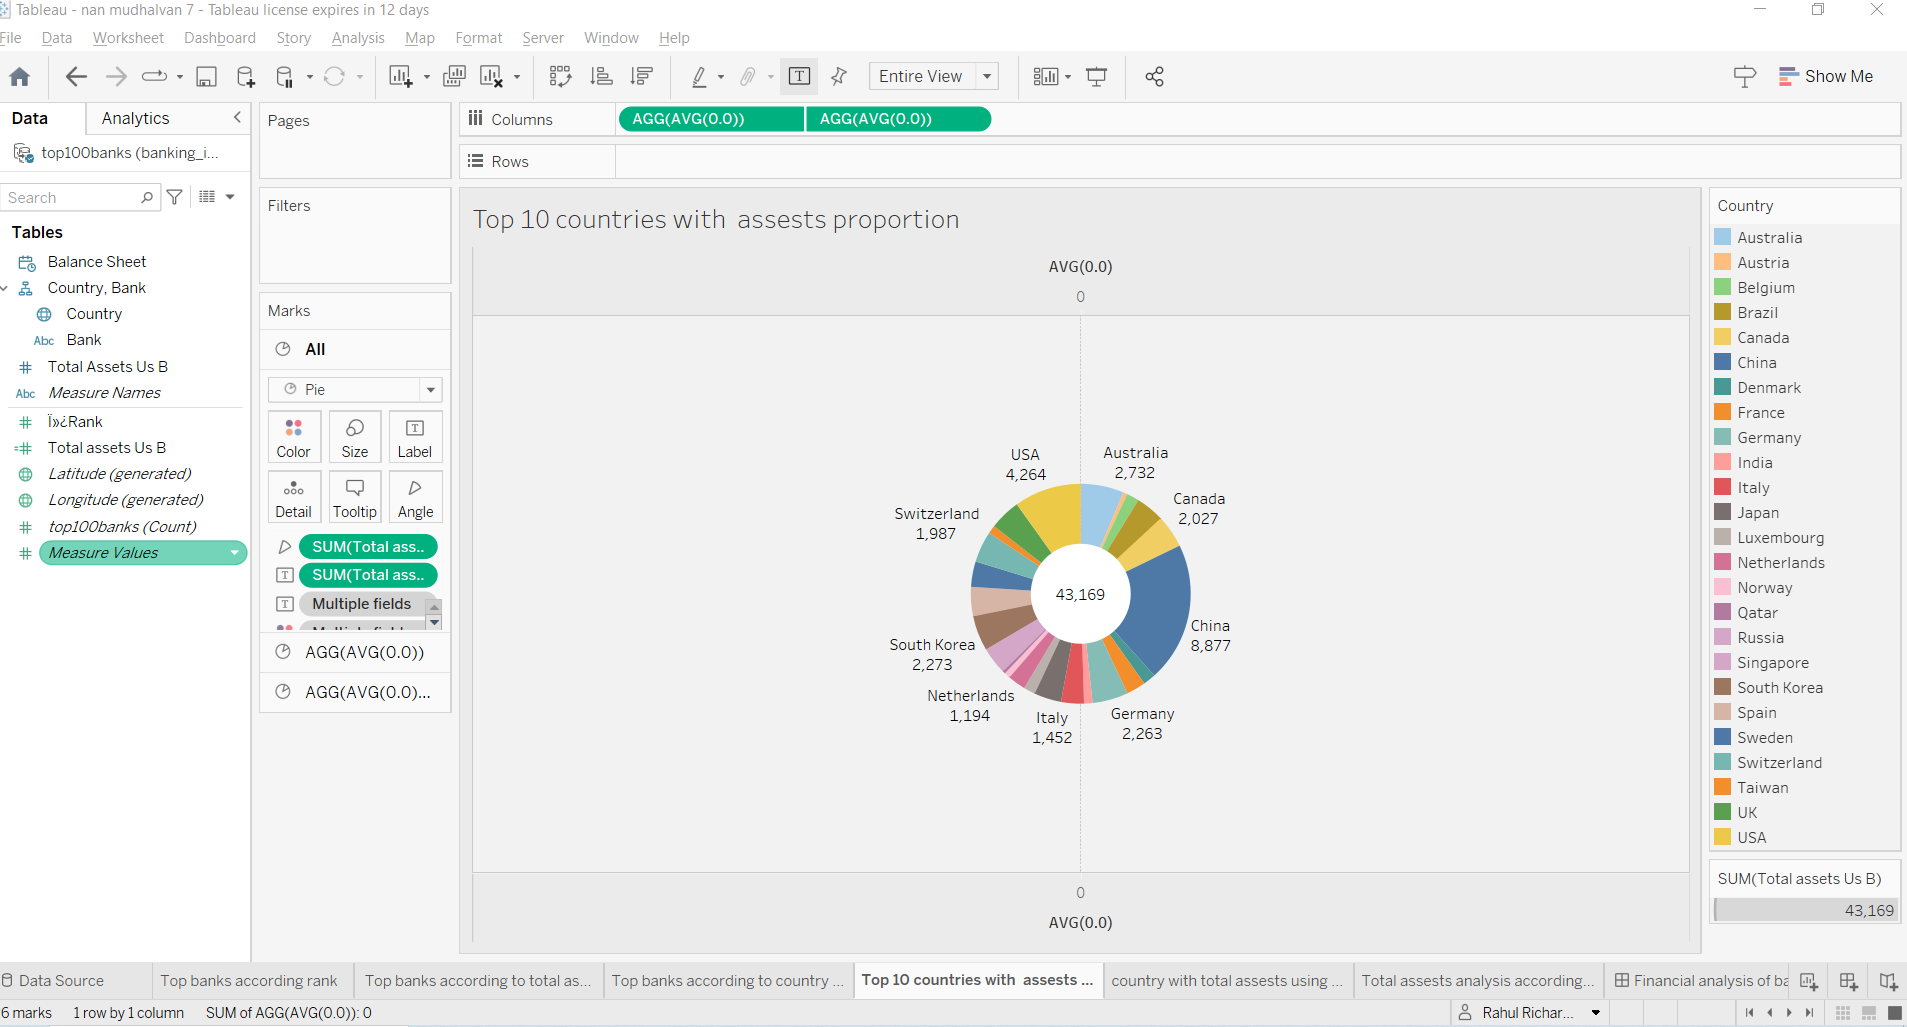 Tableau - nan mudhalvan 7 - Tableau license expires in 12 days
File Data Worksheet Dashboard Story Analysis Map Format Server Window Help
Entire View
Show Me
Data Analytics
top100banks (banking_i...
Search
Tables
Balance Sheet
Country, Bank
Country
Abc Bank
Total Assets Us B
Abc Measure Names
ï»¿Rank
Total assets Us B
Latitude (generated)
Longitude (generated)
top100banks (Count)
Measure Values
Pages
Filters
Marks
All
Pie
Color Size Label
Detail Tooltip Angle
SUM(Total ass..
SUM(Total ass..
Multiple fields
AGG(AVG(0.0))
AGG(AVG(0.0)...
Columns AGG(AVG(0.0)) AGG(AVG(0.0))
Rows
Top 10 countries with  assests proportion
AVG(0.0)
0
USA
4,264
Australia
2,732
Canada
2,027
Switzerland
1,987
43,169
China
8,877
South Korea
2,273
Netherlands
1,194
Italy
1,452
Germany
2,263
0
AVG(0.0)
Country
Australia
Austria
Belgium
Brazil
Canada
China
Denmark
France
Germany
India
Italy
Japan
Luxembourg
Netherlands
Norway
Qatar
Russia
Singapore
South Korea
Spain
Sweden
Switzerland
Taiwan
UK
USA
SUM(Total assets Us B)
43,169
Data Source Top banks according rank Top banks according to total as... Top banks according to country ... Top 10 countries with  assests ... country with total assests using ... Total assests analysis according... Financial analysis of ba
6 marks 1 row by 1 column SUM of AGG(AVG(0.0)): 0 Rahul Richar...